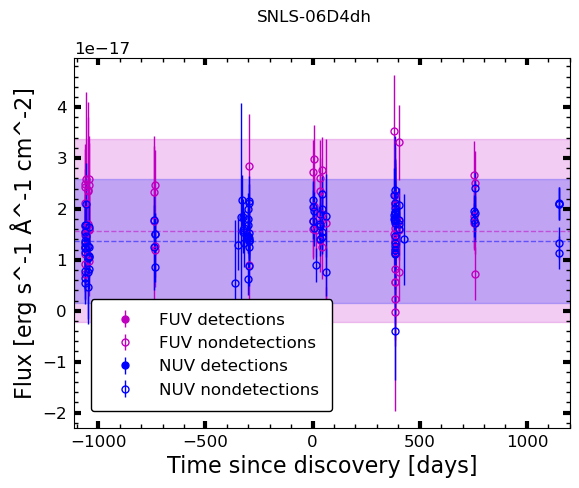 SNLS-06D4dh
1e−17
Flux [erg s^-1 Å^-1 cm^-2]
4
3
2
1
0
−1
−2
FUV detections
FUV nondetections
NUV detections
NUV nondetections
−1000
−500
0
500
1000
Time since discovery [days]